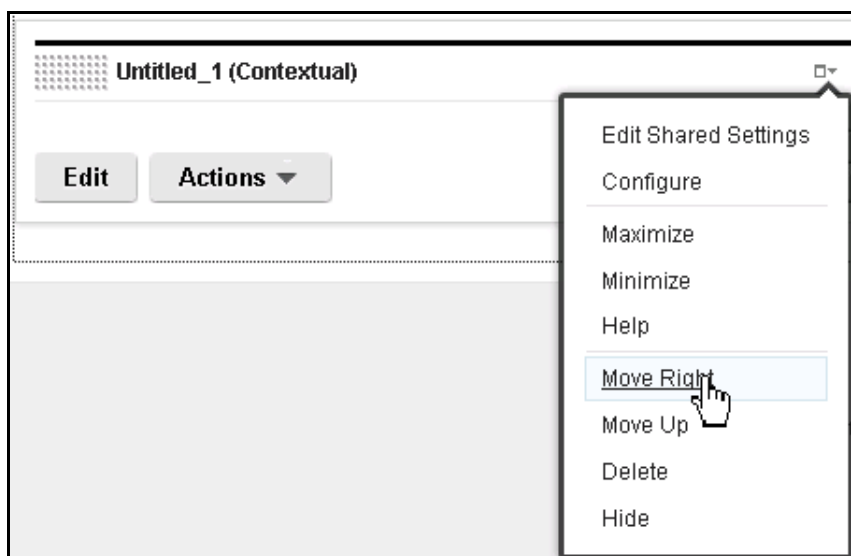 Untitled_1 (Contextual)
Edit Actions
Edit Shared Settings
Configure
Maximize
Minimize
Help
Move Right
Move Up
Delete
Hide